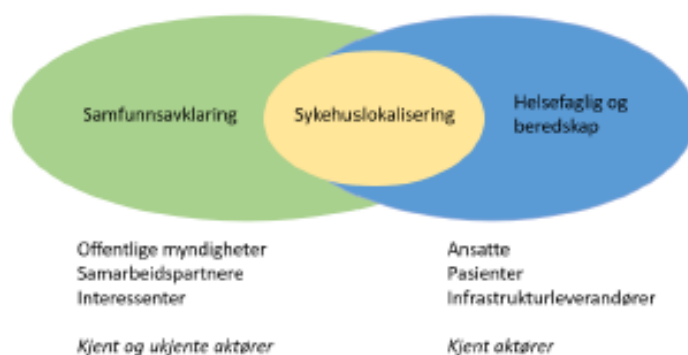 Samfunnsavklaring
Sykehuslokalisering
Helsefaglig og
beredskap
Offentlige myndigheter
Samarbeidspartnere
Interessenter
Kjent og ukjente aktører
Ansatte
Pasienter
Infrastrukturleverandører
Kjent aktører